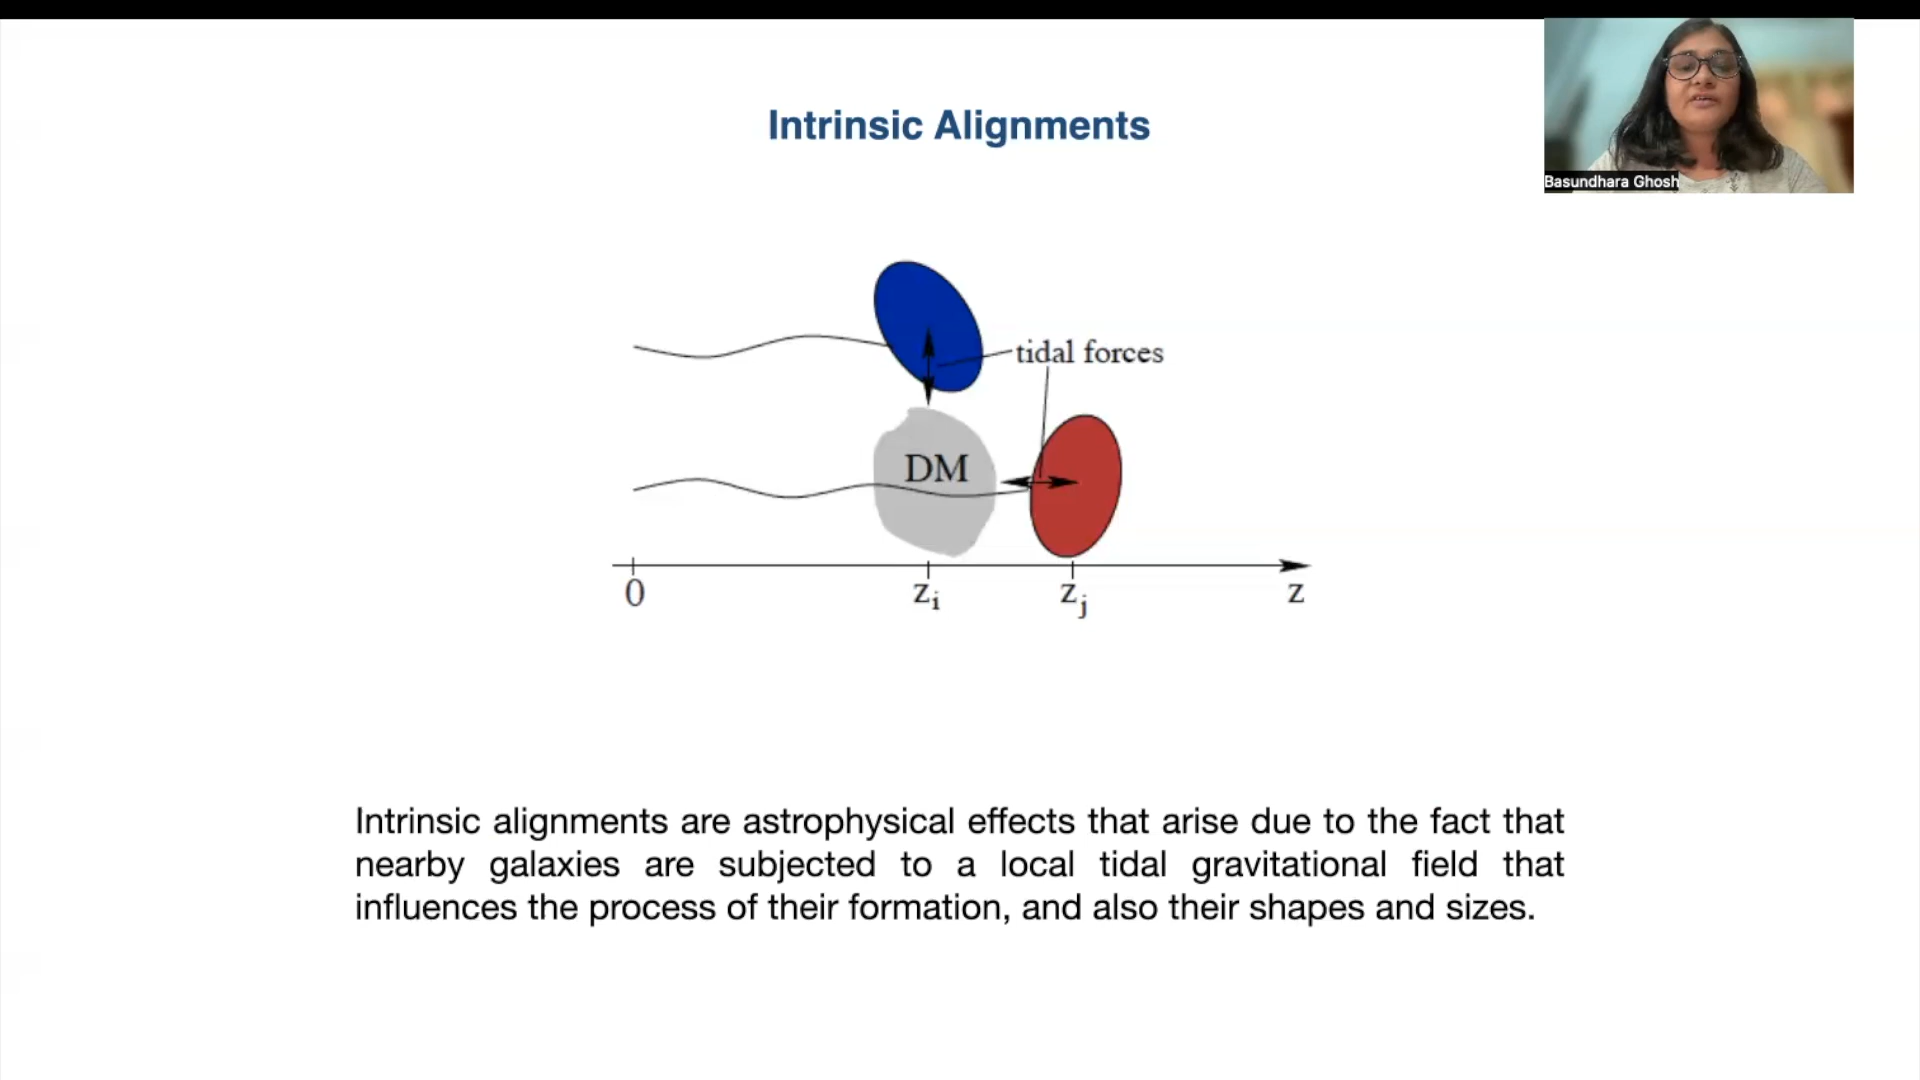 Intrinsic Alignments
Basundhara Ghosh
tidal forces
DM
0
zi
zj
z
Intrinsic alignments are astrophysical effects that arise due to the fact that
nearby galaxies are subjected to a local tidal gravitational field that
influences the process of their formation, and also their shapes and sizes.